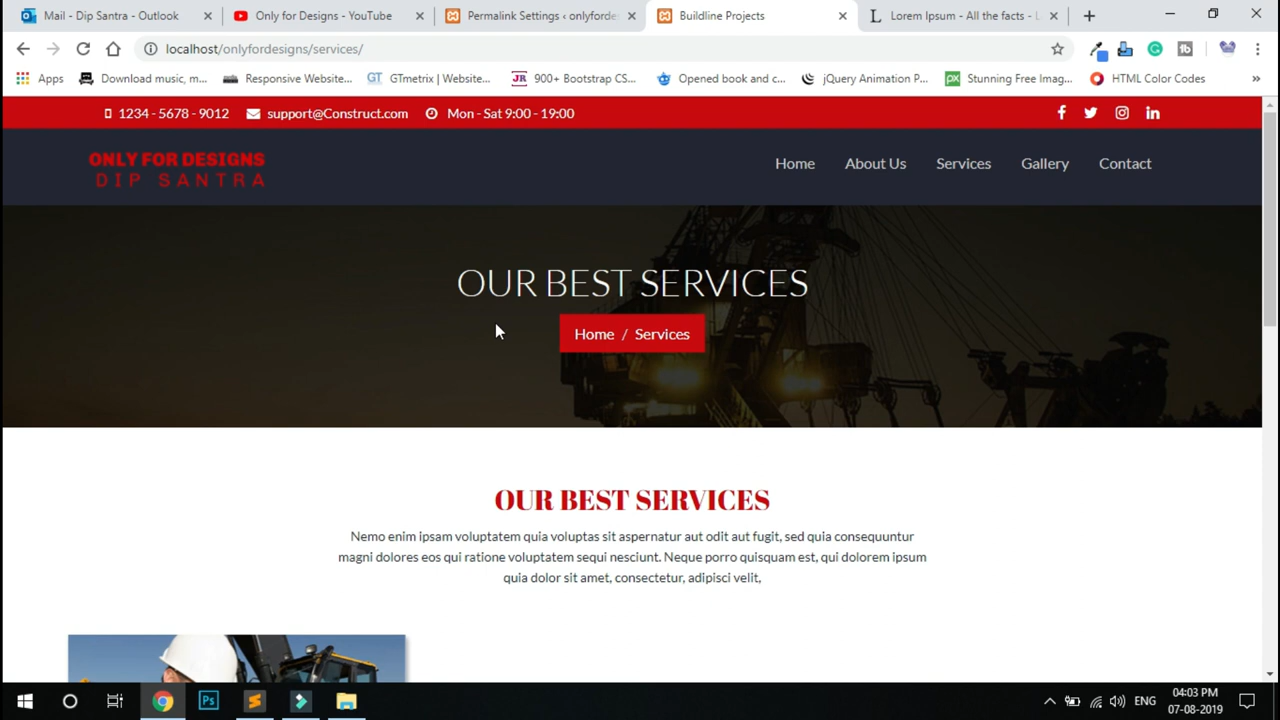 Mail - Dip Santra - Outlook
Only for Designs - YouTube
Permalink Settings ‹ onlyforde
Buildline Projects
Lorem Ipsum - All the facts - L
localhost/onlyfordesigns/services/
Apps
Download music, m...
Responsive Website...
GT GTmetrix | Website...
JR 900+ Bootstrap CS...
Opened book and c...
jQuery Animation P...
px Stunning Free Imag...
HTML Color Codes
»
1234 - 5678 - 9012
support@Construct.com
Mon - Sat 9:00 - 19:00
ONLY FOR DESIGNS
DIP SANTRA
Home
About Us
Services
Gallery
Contact
OUR BEST SERVICES
Home / Services
OUR BEST SERVICES
Nemo enim ipsam voluptatem quia voluptas sit aspernatur aut odit aut fugit, sed quia consequuntur
magni dolores eos qui ratione voluptatem sequi nesciunt. Neque porro quisquam est, qui dolorem ipsum
quia dolor sit amet, consectetur, adipisci velit,
Ps
ENG
04:03 PM
07-08-2019